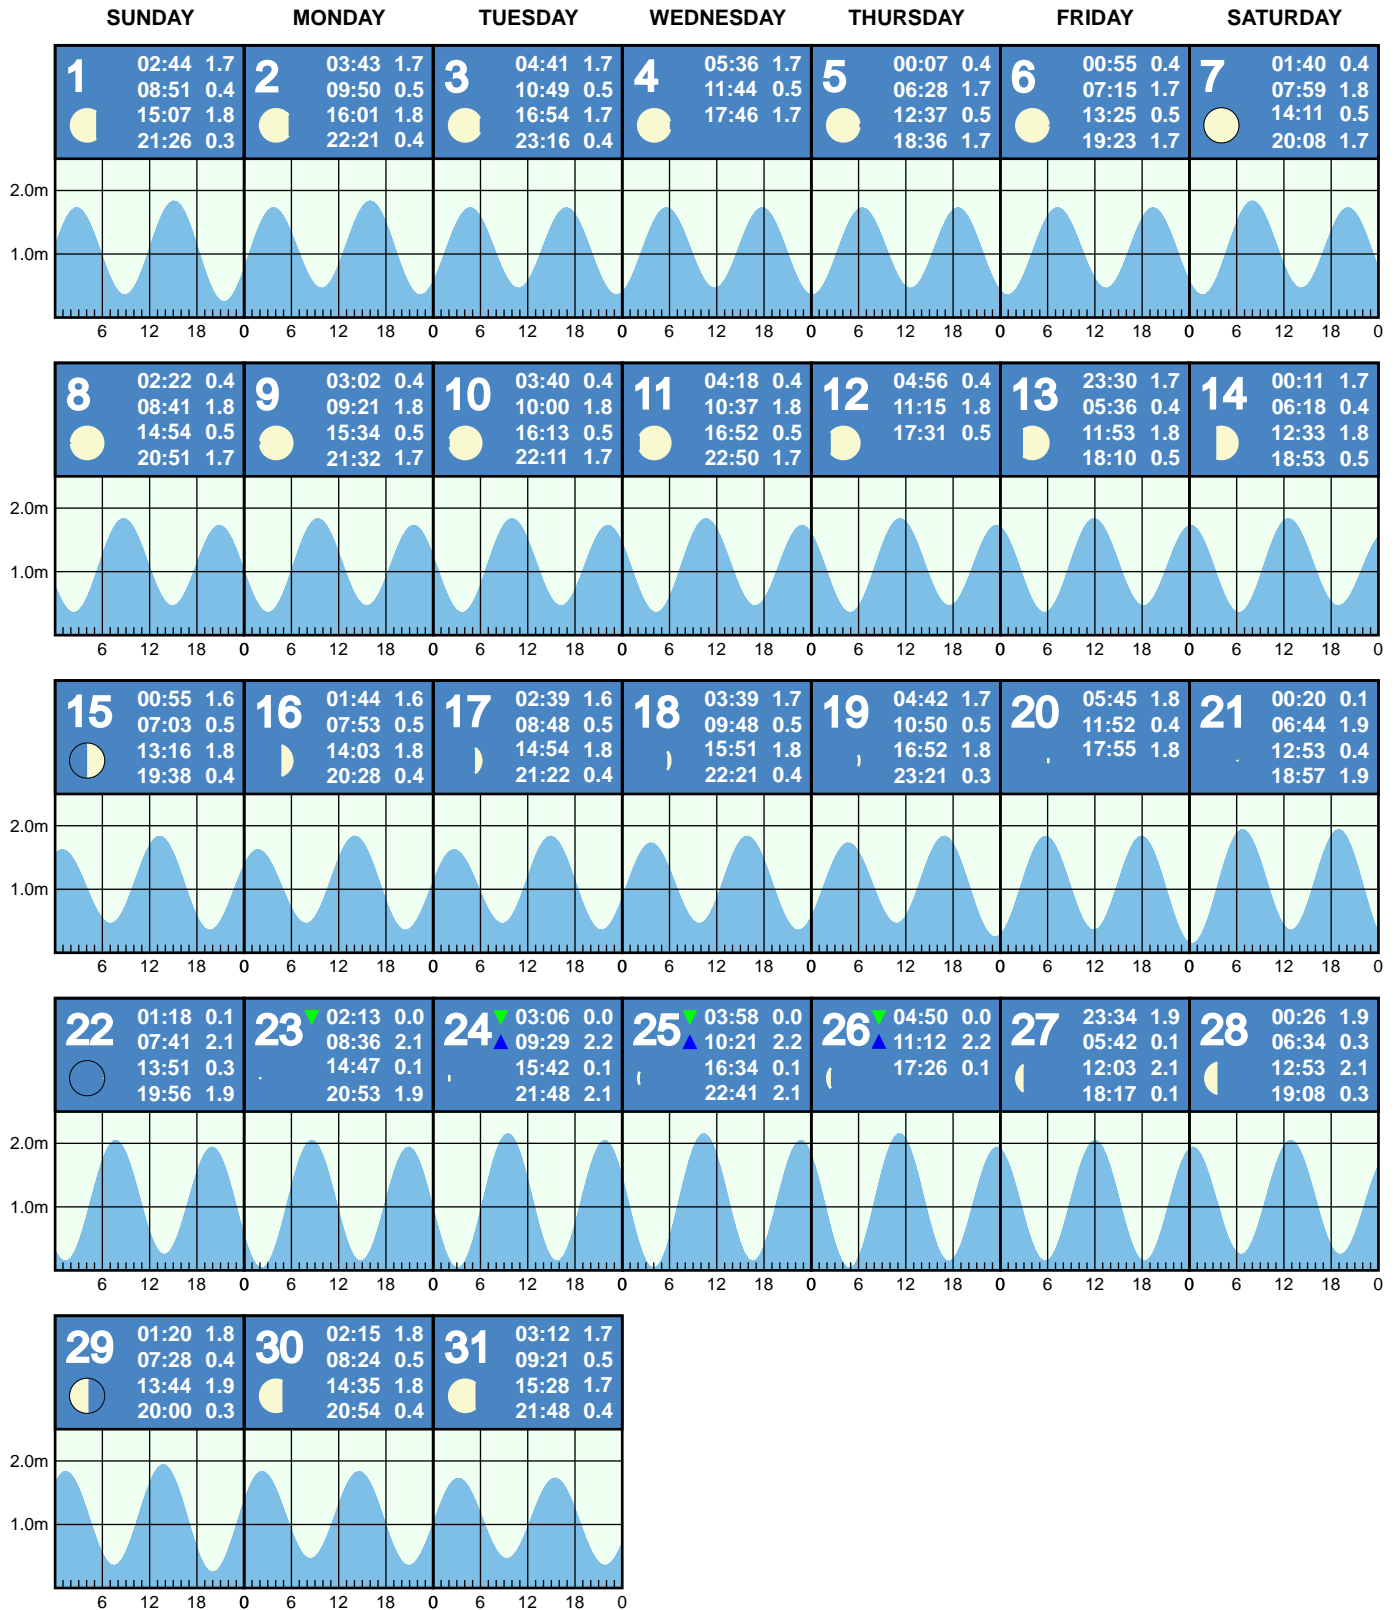 SUNDAY MONDAY TUESDAY WEDNESDAY THURSDAY FRIDAY SATURDAY
1 02:44 1.7
08:51 0.4
15:07 1.8
21:26 0.3
2 03:43 1.7
09:50 0.5
16:01 1.8
22:21 0.4
3 04:41 1.7
10:49 0.5
16:54 1.7
23:16 0.4
4 05:36 1.7
11:44 0.5
17:46 1.7
5 00:07 0.4
06:28 1.7
12:37 0.5
18:36 1.7
6 00:55 0.4
07:15 1.7
13:25 0.5
19:23 1.7
7 01:40 0.4
07:59 1.8
14:11 0.5
20:08 1.7
2.0m
1.0m
6 12 18 0 6 12 18 0 6 12 18 0 6 12 18 0 6 12 18 0 6 12 18 0 6 12 18 0
8 02:22 0.4
08:41 1.8
14:54 0.5
20:51 1.7
9 03:02 0.4
09:21 1.8
15:34 0.5
21:32 1.7
10 03:40 0.4
10:00 1.8
16:13 0.5
22:11 1.7
11 04:18 0.4
10:37 1.8
16:52 0.5
22:50 1.7
12 04:56 0.4
11:15 1.8
17:31 0.5
13 23:30 1.7
05:36 0.4
11:53 1.8
18:10 0.5
14 00:11 1.7
06:18 0.4
12:33 1.8
18:53 0.5
2.0m
1.0m
6 12 18 0 6 12 18 0 6 12 18 0 6 12 18 0 6 12 18 0 6 12 18 0 6 12 18 0
15 00:55 1.6
07:03 0.5
13:16 1.8
19:38 0.4
16 01:44 1.6
07:53 0.5
14:03 1.8
20:28 0.4
17 02:39 1.6
08:48 0.5
14:54 1.8
21:22 0.4
18 03:39 1.7
09:48 0.5
15:51 1.8
22:21 0.4
19 04:42 1.7
10:50 0.5
16:52 1.8
23:21 0.3
20 05:45 1.8
11:52 0.4
17:55 1.8
21 00:20 0.1
06:44 1.9
12:53 0.4
18:57 1.9
2.0m
1.0m
6 12 18 0 6 12 18 0 6 12 18 0 6 12 18 0 6 12 18 0 6 12 18 0 6 12 18 0
22 01:18 0.1
07:41 2.1
13:51 0.3
19:56 1.9
23 02:13 0.0
08:36 2.1
14:47 0.1
20:53 1.9
24 03:06 0.0
09:29 2.2
15:42 0.1
21:48 2.1
25 03:58 0.0
10:21 2.2
16:34 0.1
22:41 2.1
26 04:50 0.0
11:12 2.2
17:26 0.1
27 23:34 1.9
05:42 0.1
12:03 2.1
18:17 0.1
28 00:26 1.9
06:34 0.3
12:53 2.1
19:08 0.3
2.0m
1.0m
6 12 18 0 6 12 18 0 6 12 18 0 6 12 18 0 6 12 18 0 6 12 18 0 6 12 18 0
29 01:20 1.8
07:28 0.4
13:44 1.9
20:00 0.3
30 02:15 1.8
08:24 0.5
14:35 1.8
20:54 0.4
31 03:12 1.7
09:21 0.5
15:28 1.7
21:48 0.4
2.0m
1.0m
6 12 18 0 6 12 18 0 6 12 18 0